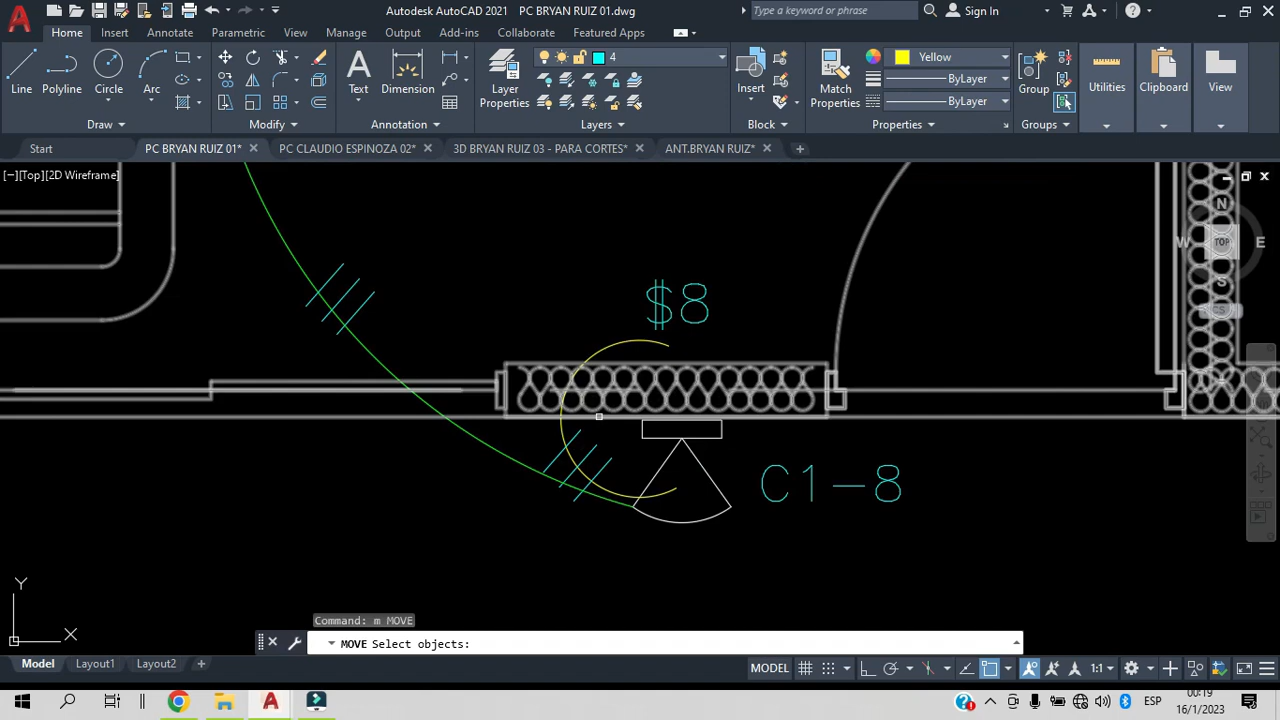 Autodesk AutoCAD 2021 PC BRYAN RUIZ 01.dwg
Type a keyword or phrase
Sign In
Home Insert Annotate Parametric View Manage Output Add-ins Collaborate Featured Apps
Line Polyline Circle Arc
Draw
Modify
Text Dimension
Annotation
Layer Properties
4
Layers
Insert
Block
Match Properties
Yellow
ByLayer
ByLayer
Properties
Group
Groups
Utilities
Clipboard
View
Start PC BRYAN RUIZ 01* PC CLAUDIO ESPINOZA 02* 3D BRYAN RUIZ 03 - PARA CORTES* ANT.BRYAN RUIZ*
[−][Top][2D Wireframe]
N
W TOP E
S
$8
C1-8
Y
X
Command: m MOVE
MOVE Select objects:
Model Layout1 Layout2
MODEL
1:1
ESP
00:19
16/1/2023